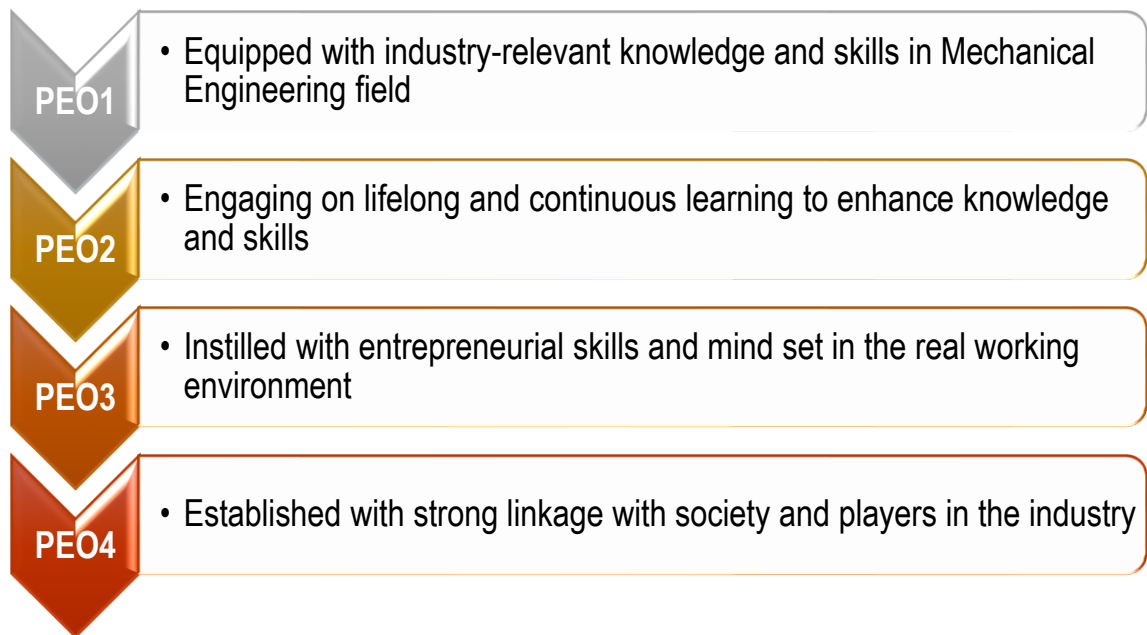 PEO1
• Equipped with industry-relevant knowledge and skills in Mechanical
Engineering field
PEO2
• Engaging on lifelong and continuous learning to enhance knowledge
and skills
PEO3
• Instilled with entrepreneurial skills and mind set in the real working
environment
PEO4
• Established with strong linkage with society and players in the industry